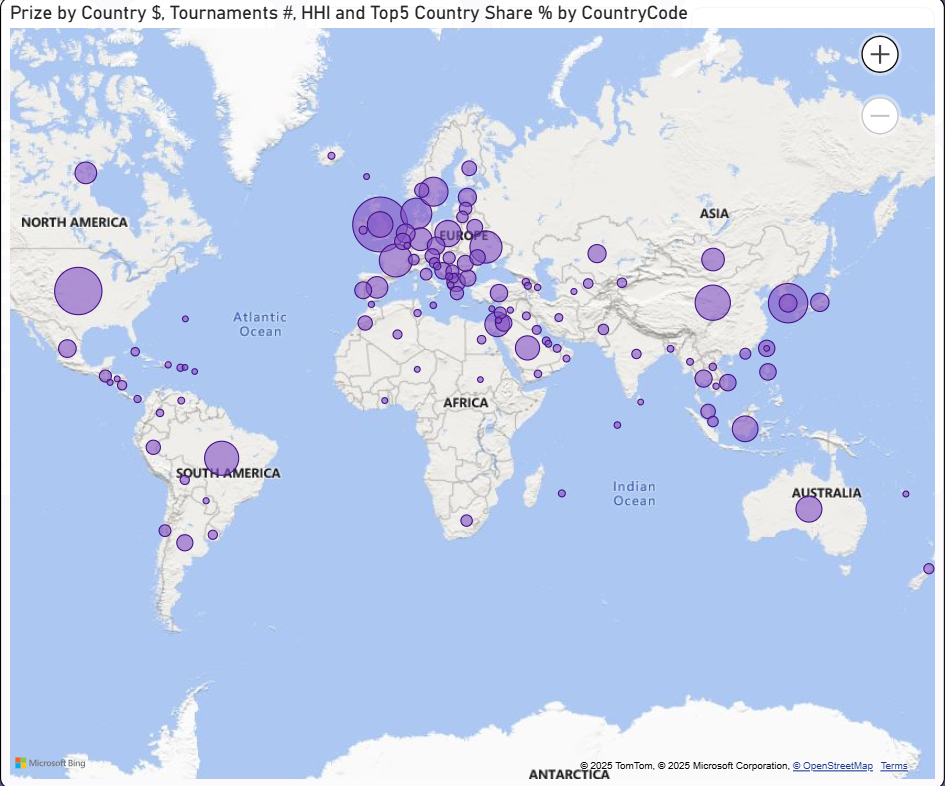 Prize by Country $, Tournaments #, HHI and Top5 Country Share % by CountryCode
NORTH AMERICA
ASIA
EUROPE
Atlantic
Ocean
AFRICA
SOUTH AMERICA
Indian
Ocean
AUSTRALIA
Microsoft Bing
© 2025 TomTom, © 2025 Microsoft Corporation, © OpenStreetMap Terms
ANTARCTICA